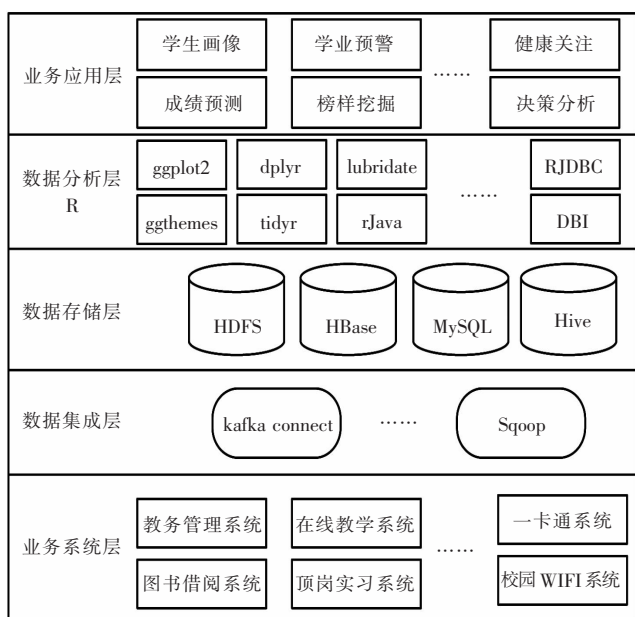 学生画像 学业预警 健康关注
业务应用层 ……
成绩预测 榜样挖掘 决策分析
ggplot2 dplyr lubridate RJDBC
数据分析层
R ……
ggthemes tidyr rJava DBI
数据存储层 HDFS HBase MySQL Hive
数据集成层 kafka connect …… Sqoop
教务管理系统 在线教学系统 一卡通系统
业务系统层 ……
图书借阅系统 顶岗实习系统 校园WIFI系统